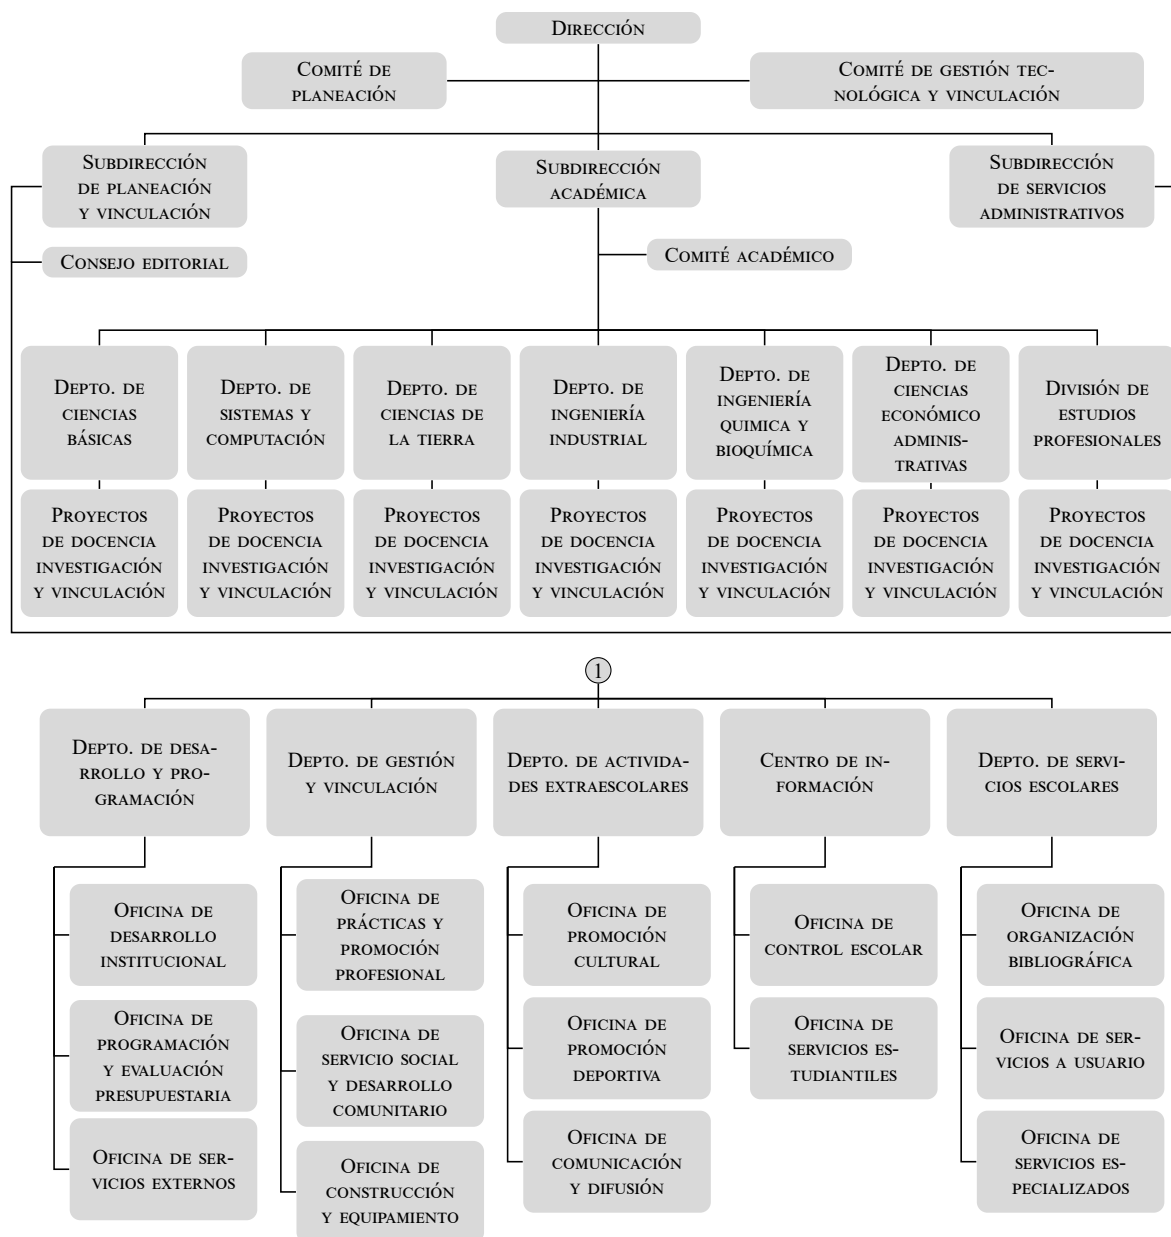 Dirección
Comité de
planeación
Comité de gestión tec-
nológica y vinculación
Subdirección
de planeación
y vinculación
Subdirección
académica
Subdirección
de servicios
administrativos
Consejo editorial
Comité académico
Depto. de
ciencias
básicas
Depto. de
sistemas y
computación
Depto. de
ciencias de
la tierra
Depto. de
ingeniería
industrial
Depto. de
ingeniería
quimica y
bioquímica
Depto. de
ciencias
económico
adminis-
trativas
División de
estudios
profesionales
Proyectos
de docencia
investigación
y vinculación
Proyectos
de docencia
investigación
y vinculación
Proyectos
de docencia
investigación
y vinculación
Proyectos
de docencia
investigación
y vinculación
Proyectos
de docencia
investigación
y vinculación
Proyectos
de docencia
investigación
y vinculación
Proyectos
de docencia
investigación
y vinculación
1
Depto. de desa-
rrollo y pro-
gramación
Depto. de gestión
y vinculación
Depto. de activida-
des extraescolares
Centro de in-
formación
Depto. de servi-
cios escolares
Oficina de
desarrollo
institucional
Oficina de
prácticas y
promoción
profesional
Oficina de
promoción
cultural
Oficina de
control escolar
Oficina de
organización
bibliográfica
Oficina de
programación
y evaluación
presupuestaria
Oficina de
servicio social
y desarrollo
comunitario
Oficina de
promoción
deportiva
Oficina de
servicios es-
tudiantiles
Oficina de ser-
vicios a usuario
Oficina de ser-
vicios externos
Oficina de
construcción
y equipamiento
Oficina de
comunicación
y difusión
Oficina de
servicios es-
pecializados